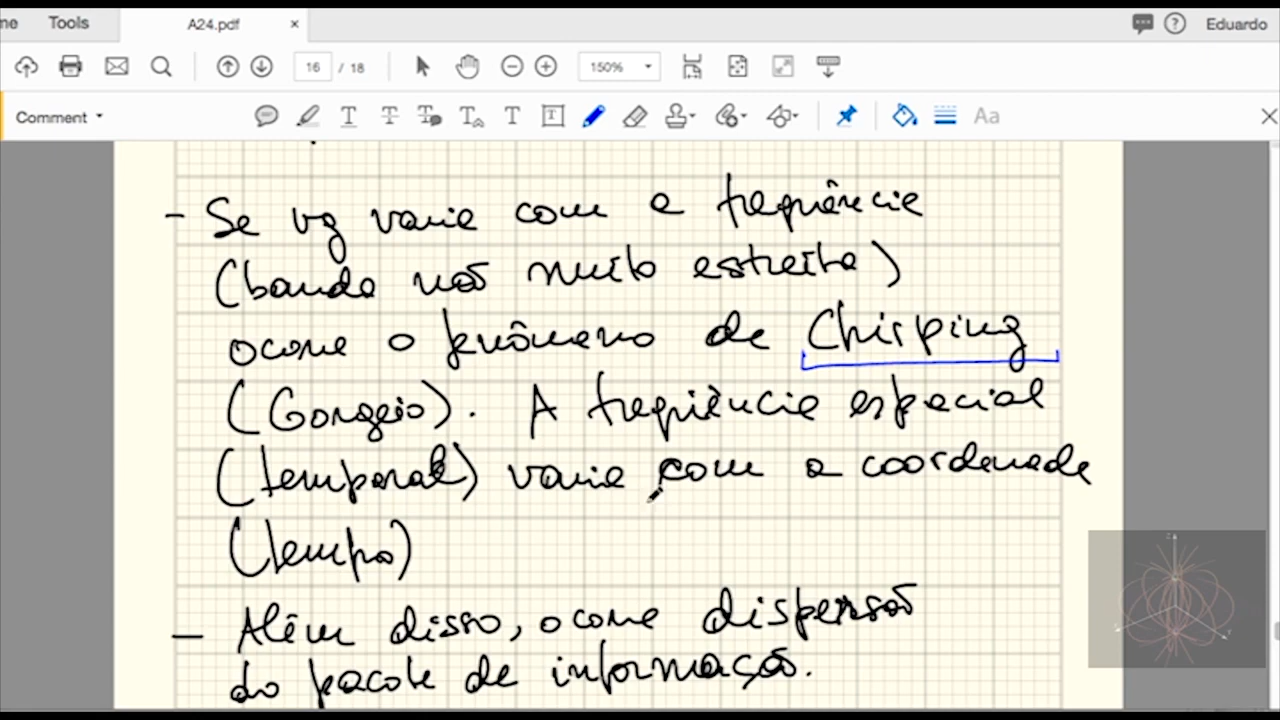 me Tools A24.pdf × Eduardo
16 / 18 150%
Comment Aa
- Se vg varia com a frequência
(banda não muito estreita)
ocorre o fenômeno de Chirping
(Gorgeio). A frequência espacial
(temporal) varia com a coordenada
(tempo)
- Além disso, ocorre dispersão
do pacote de informação.